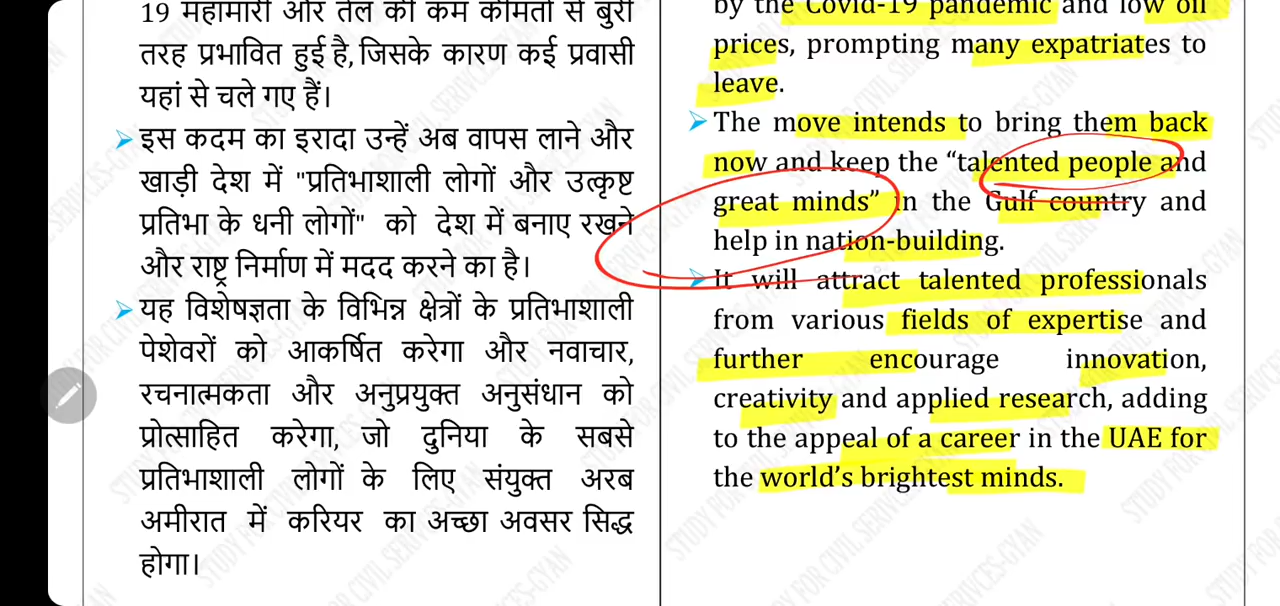 19 महामारी और तेल की कम कीमतों से बुरी
तरह प्रभावित हुई है, जिसके कारण कई प्रवासी
यहां से चले गए हैं।
इस कदम का इरादा उन्हें अब वापस लाने और
खाड़ी देश में "प्रतिभाशाली लोगों और उत्कृष्ट
प्रतिभा के धनी लोगों" को देश में बनाए रखने
और राष्ट्र निर्माण में मदद करने का है।
यह विशेषज्ञता के विभिन्न क्षेत्रों के प्रतिभाशाली
पेशेवरों को आकर्षित करेगा और नवाचार,
रचनात्मकता और अनुप्रयुक्त अनुसंधान को
प्रोत्साहित करेगा, जो दुनिया के सबसे
प्रतिभाशाली लोगों के लिए संयुक्त अरब
अमीरात में करियर का अच्छा अवसर सिद्ध
होगा।
by the Covid-19 pandemic and low oil
prices, prompting many expatriates to
leave.
The move intends to bring them back
now and keep the “talented people and
great minds” in the Gulf country and
help in nation-building.
It will attract talented professionals
from various fields of expertise and
further encourage innovation,
creativity and applied research, adding
to the appeal of a career in the UAE for
the world’s brightest minds.
STUDY FOR CIVIL SERIVCES-GYAN